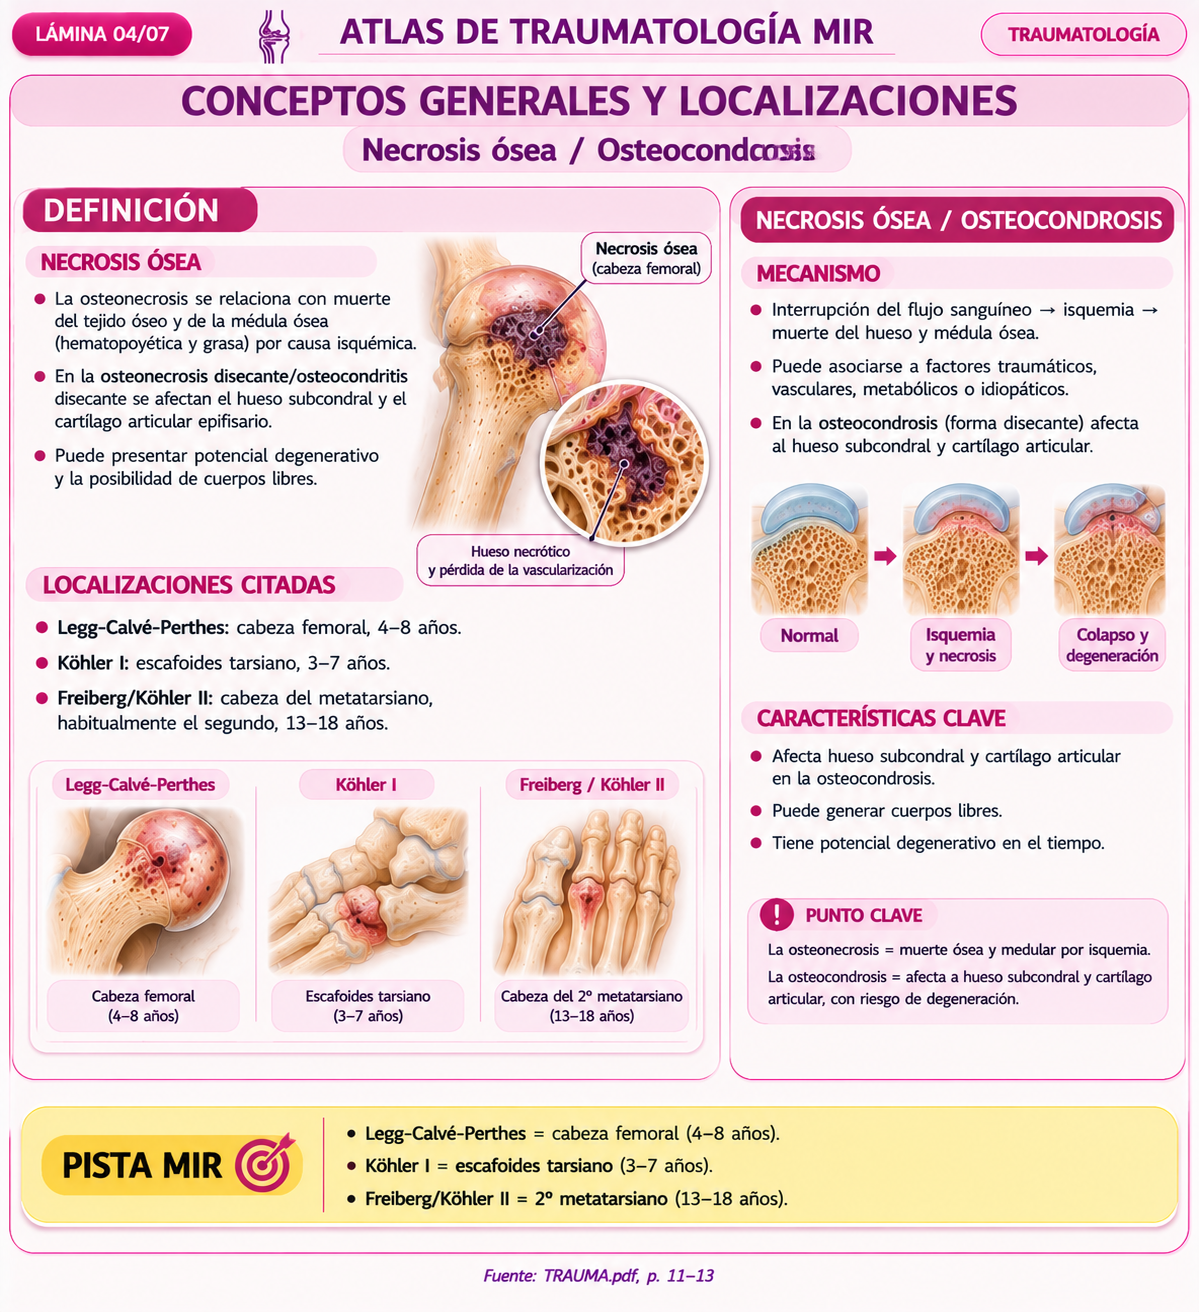 LÁMINA 04/07
ATLAS DE TRAUMATOLOGÍA MIR
TRAUMATOLOGÍA
CONCEPTOS GENERALES Y LOCALIZACIONES
Necrosis ósea /
DEFINICIÓN
NECROSIS ÓSEA
● La osteonecrosis se relaciona con muerte
del tejido óseo y de la médula ósea
(hematopoyética y grasa) por causa isquémica.
● En la osteonecrosis disecante/osteocondritis
disecante se afectan el hueso subcondral y el
cartílago articular epifisario.
● Puede presentar potencial degenerativo
y la posibilidad de cuerpos libres.
Necrosis ósea
(cabeza femoral)
Hueso necrótico
y pérdida de la vascularización
LOCALIZACIONES CITADAS
● Legg-Calvé-Perthes: cabeza femoral, 4–8 años.
● Köhler I: escafoides tarsiano, 3–7 años.
● Freiberg/Köhler II: cabeza del metatarsiano,
habitualmente el segundo, 13–18 años.
Legg-Calvé-Perthes
Cabeza femoral
(4–8 años)
Köhler I
Escafoides tarsiano
(3–7 años)
Freiberg / Köhler II
Cabeza del 2º metatarsiano
(13–18 años)
NECROSIS ÓSEA / OSTEOCONDROSIS
MECANISMO
● Interrupción del flujo sanguíneo → isquemia →
muerte del hueso y médula ósea.
● Puede asociarse a factores traumáticos,
vasculares, metabólicos o idiopáticos.
● En la osteocondrosis (forma disecante) afecta
al hueso subcondral y cartílago articular.
Normal
Isquemia
y necrosis
Colapso y
degeneración
CARACTERÍSTICAS CLAVE
● Afecta hueso subcondral y cartílago articular
en la osteocondrosis.
● Puede generar cuerpos libres.
● Tiene potencial degenerativo en el tiempo.
! PUNTO CLAVE
La osteonecrosis = muerte ósea y medular por isquemia.
La osteocondrosis = afecta a hueso subcondral y cartílago
articular, con riesgo de degeneración.
PISTA MIR
• Legg-Calvé-Perthes = cabeza femoral (4–8 años).
• Köhler I = escafoides tarsiano (3–7 años).
• Freiberg/Köhler II = 2º metatarsiano (13–18 años).
Fuente: TRAUMA.pdf, p. 11–13